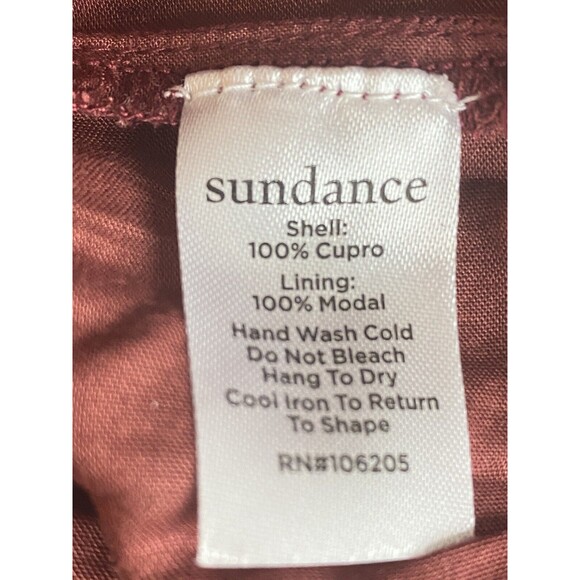 sundance
Shell:
100% Cupro
Lining:
100% Modal
Hand Wash Cold
Do Not Bleach
Hang To Dry
Cool Iron To Return
To Shape
RN#106205